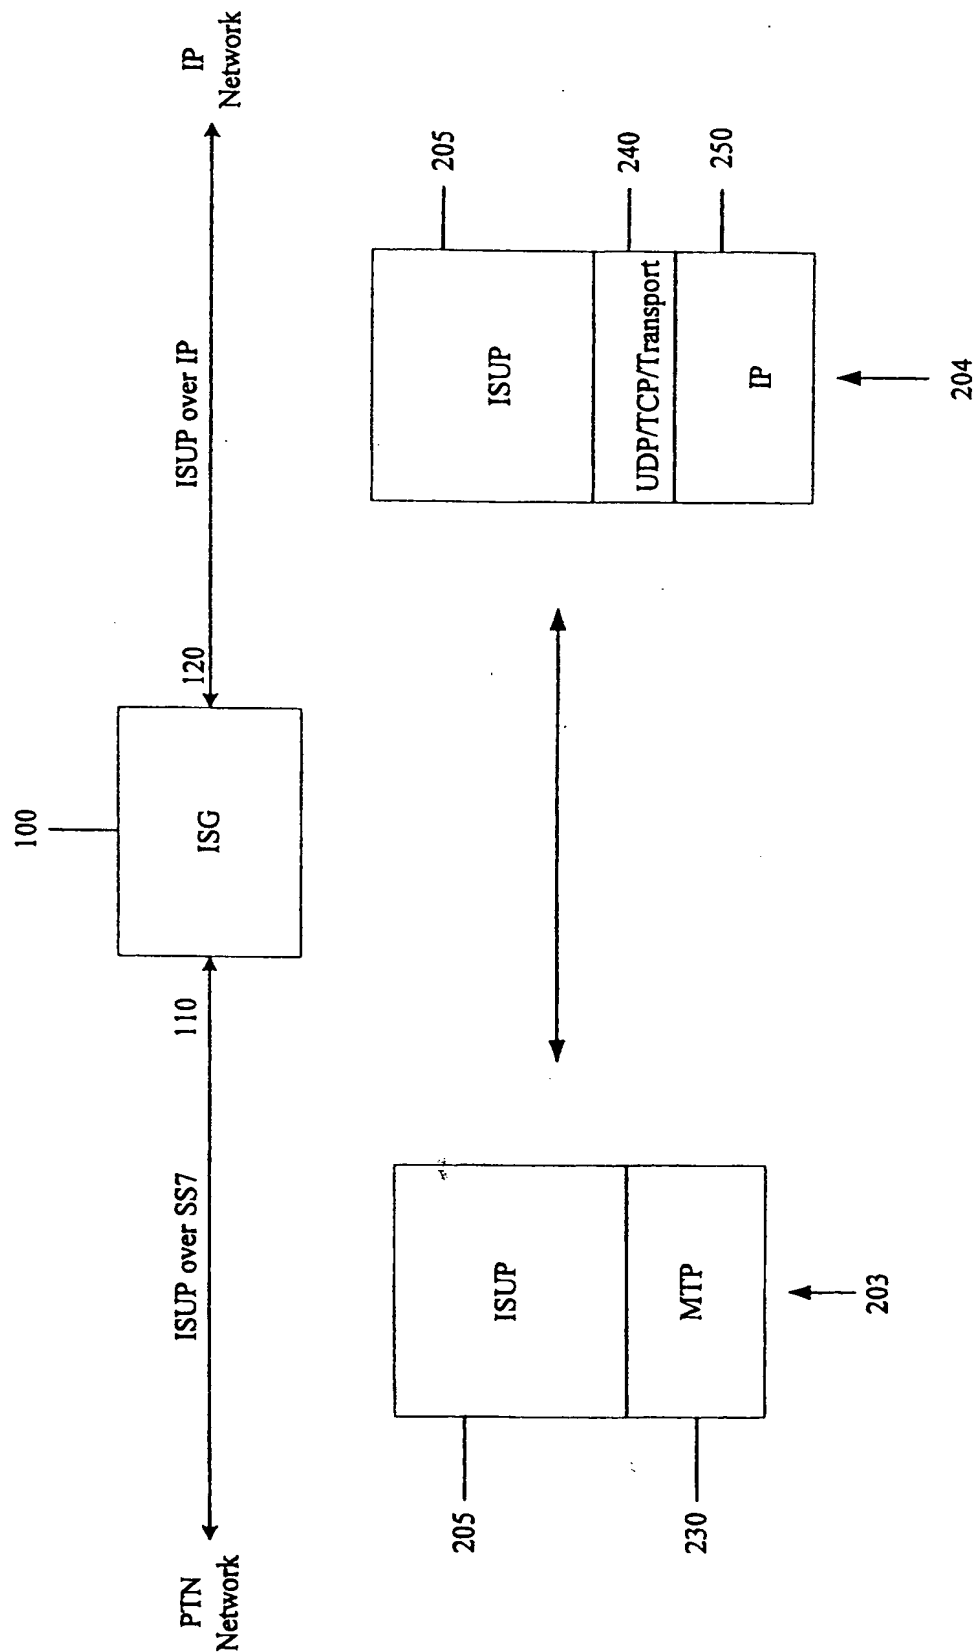 100
PTN
Network
ISUP over SS7
110
ISG
120
ISUP over IP
IP
Network
205
230
ISUP
MTP
203
ISUP
UDP/TCP/Transport
IP
205
240
250
204